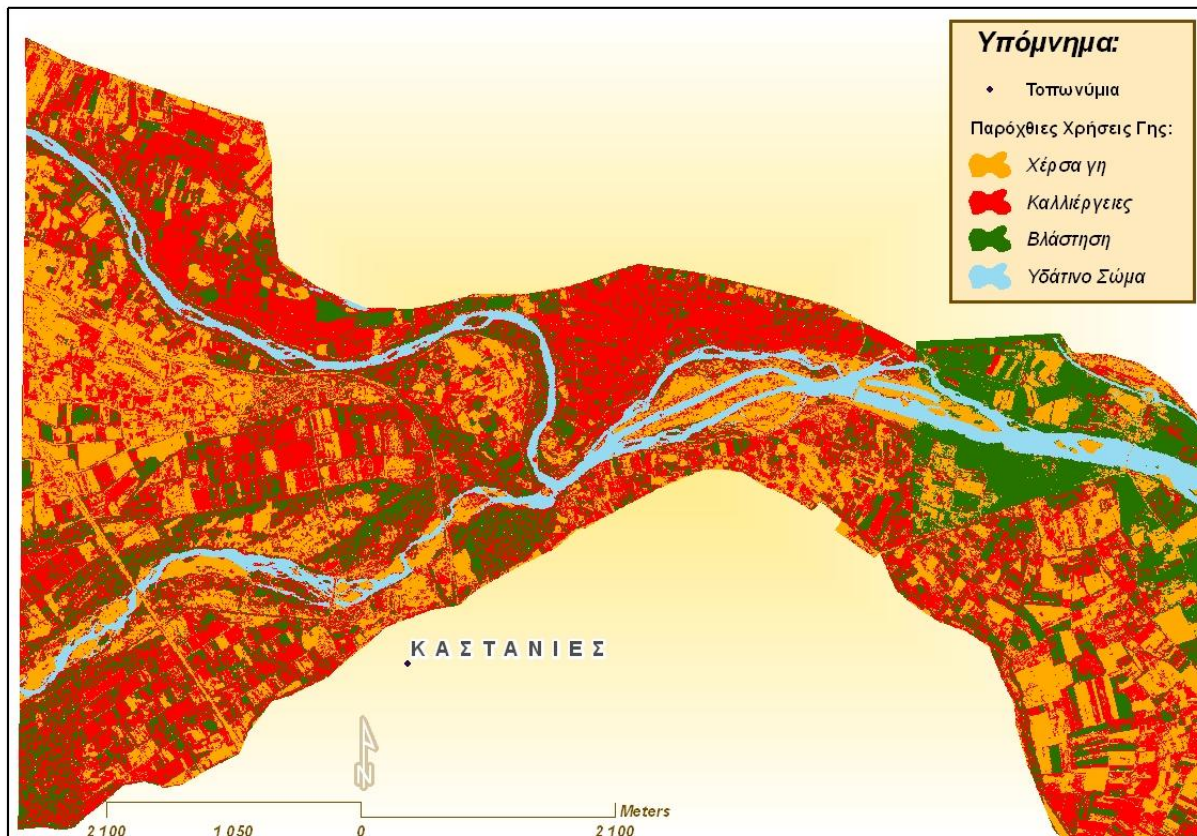 Υπόμνημα:
Τοπωνύμια
Παρόχθιες Χρήσεις Γης:
Χέρσα γη
Καλλιέργειες
Βλάστηση
Υδάτινο Σώμα
ΚΑΣΤΑΝΙΕΣ
N
Meters
2 100 1 050 0 2 100